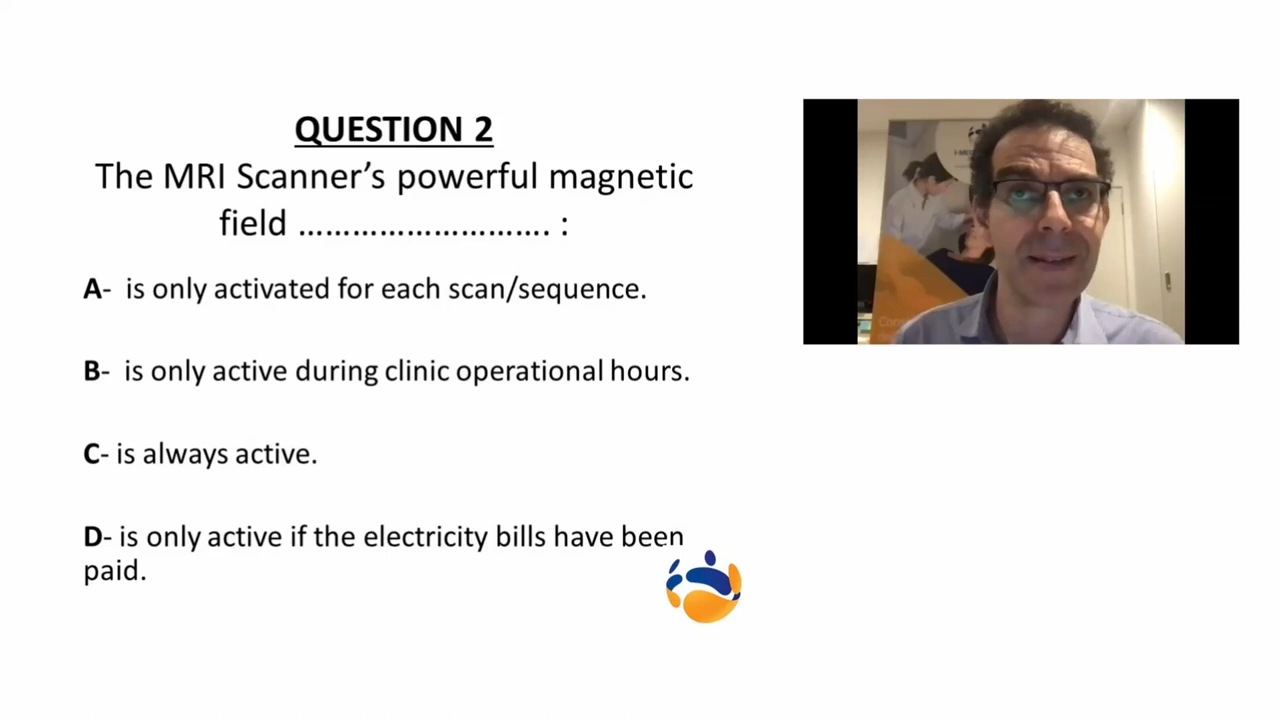 QUESTION 2
The MRI Scanner’s powerful magnetic
field ………………………. :
A-  is only activated for each scan/sequence.
B-  is only active during clinic operational hours.
C- is always active.
D- is only active if the electricity bills have been
paid.